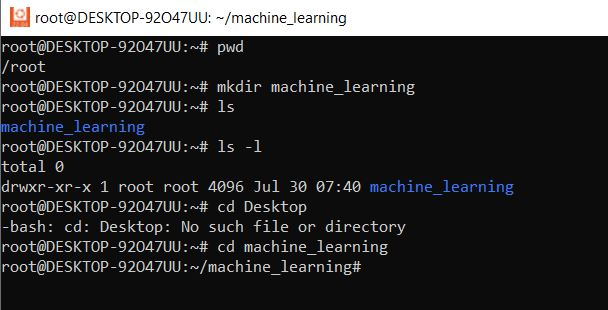 root@DESKTOP-92O47UU: ~/machine_learning
root@DESKTOP-92O47UU:~# pwd
/root
root@DESKTOP-92O47UU:~# mkdir machine_learning
root@DESKTOP-92O47UU:~# ls
machine_learning
root@DESKTOP-92O47UU:~# ls -l
total 0
drwxr-xr-x 1 root root 4096 Jul 30 07:40 machine_learning
root@DESKTOP-92O47UU:~# cd Desktop
-bash: cd: Desktop: No such file or directory
root@DESKTOP-92O47UU:~# cd machine_learning
root@DESKTOP-92O47UU:~/machine_learning#